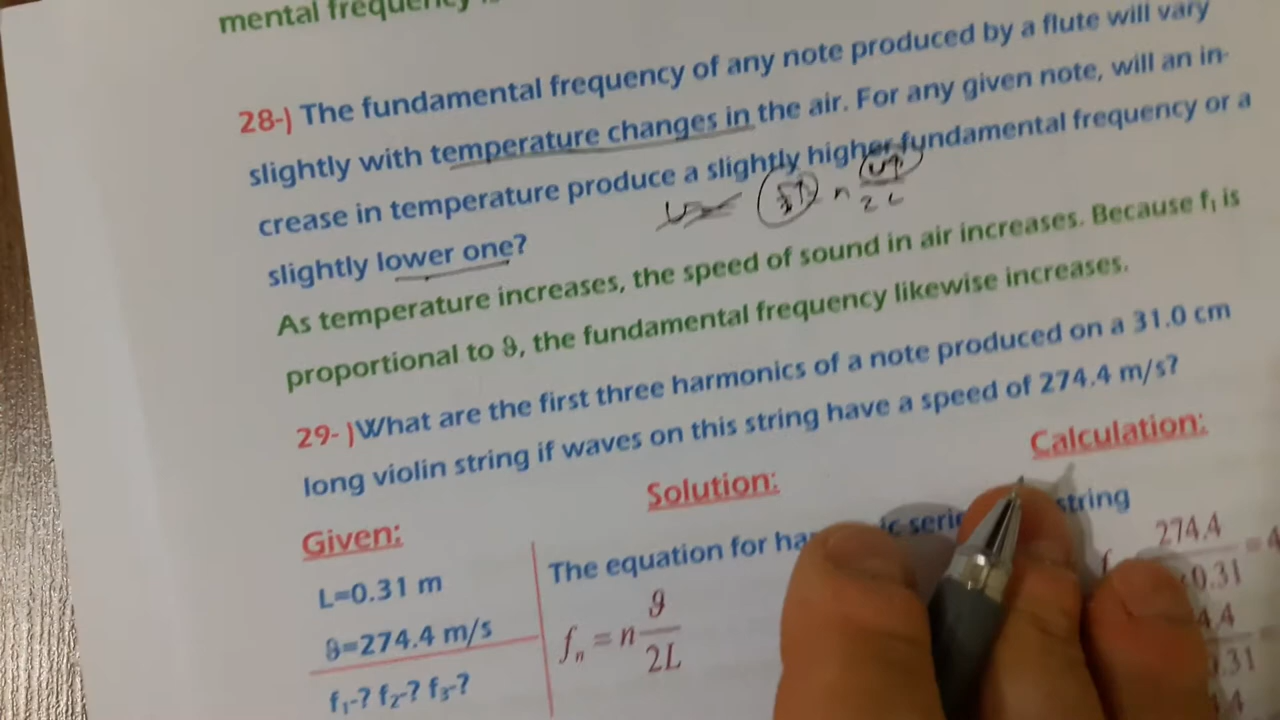 mental frequency
28-) The fundamental frequency of any note produced by a flute will vary
slightly with temperature changes in the air. For any given note, will an in-
crease in temperature produce a slightly higher fundamental frequency or a
slightly lower one?
n υ↑
2L
As temperature increases, the speed of sound in air increases. Because f₁ is
proportional to ϑ, the fundamental frequency likewise increases.
29- )What are the first three harmonics of a note produced on a 31.0 cm
long violin string if waves on this string have a speed of 274.4 m/s?
Solution:
Calculation:
Given:
L=0.31 m
ϑ=274.4 m/s
f₁-? f₂-? f₃-?
The equation for string
fₙ = n ϑ
2L
274.4
0.31